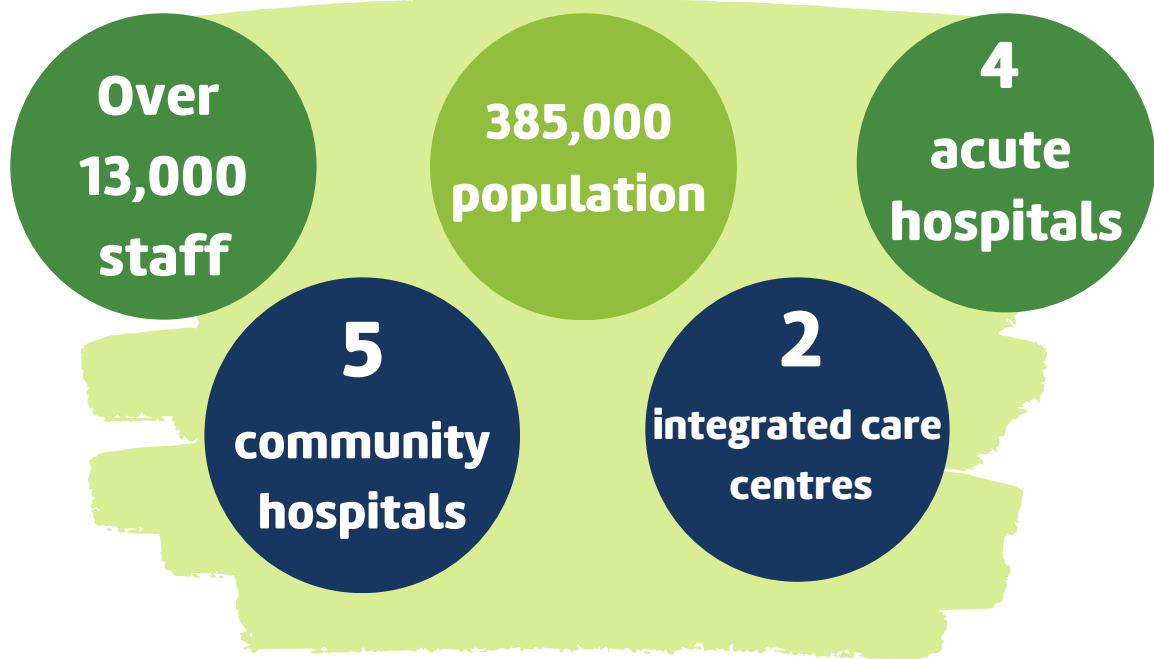 Over
13,000
staff
385,000
population
4
acute
hospitals
5
community
hospitals
2
integrated care
centres